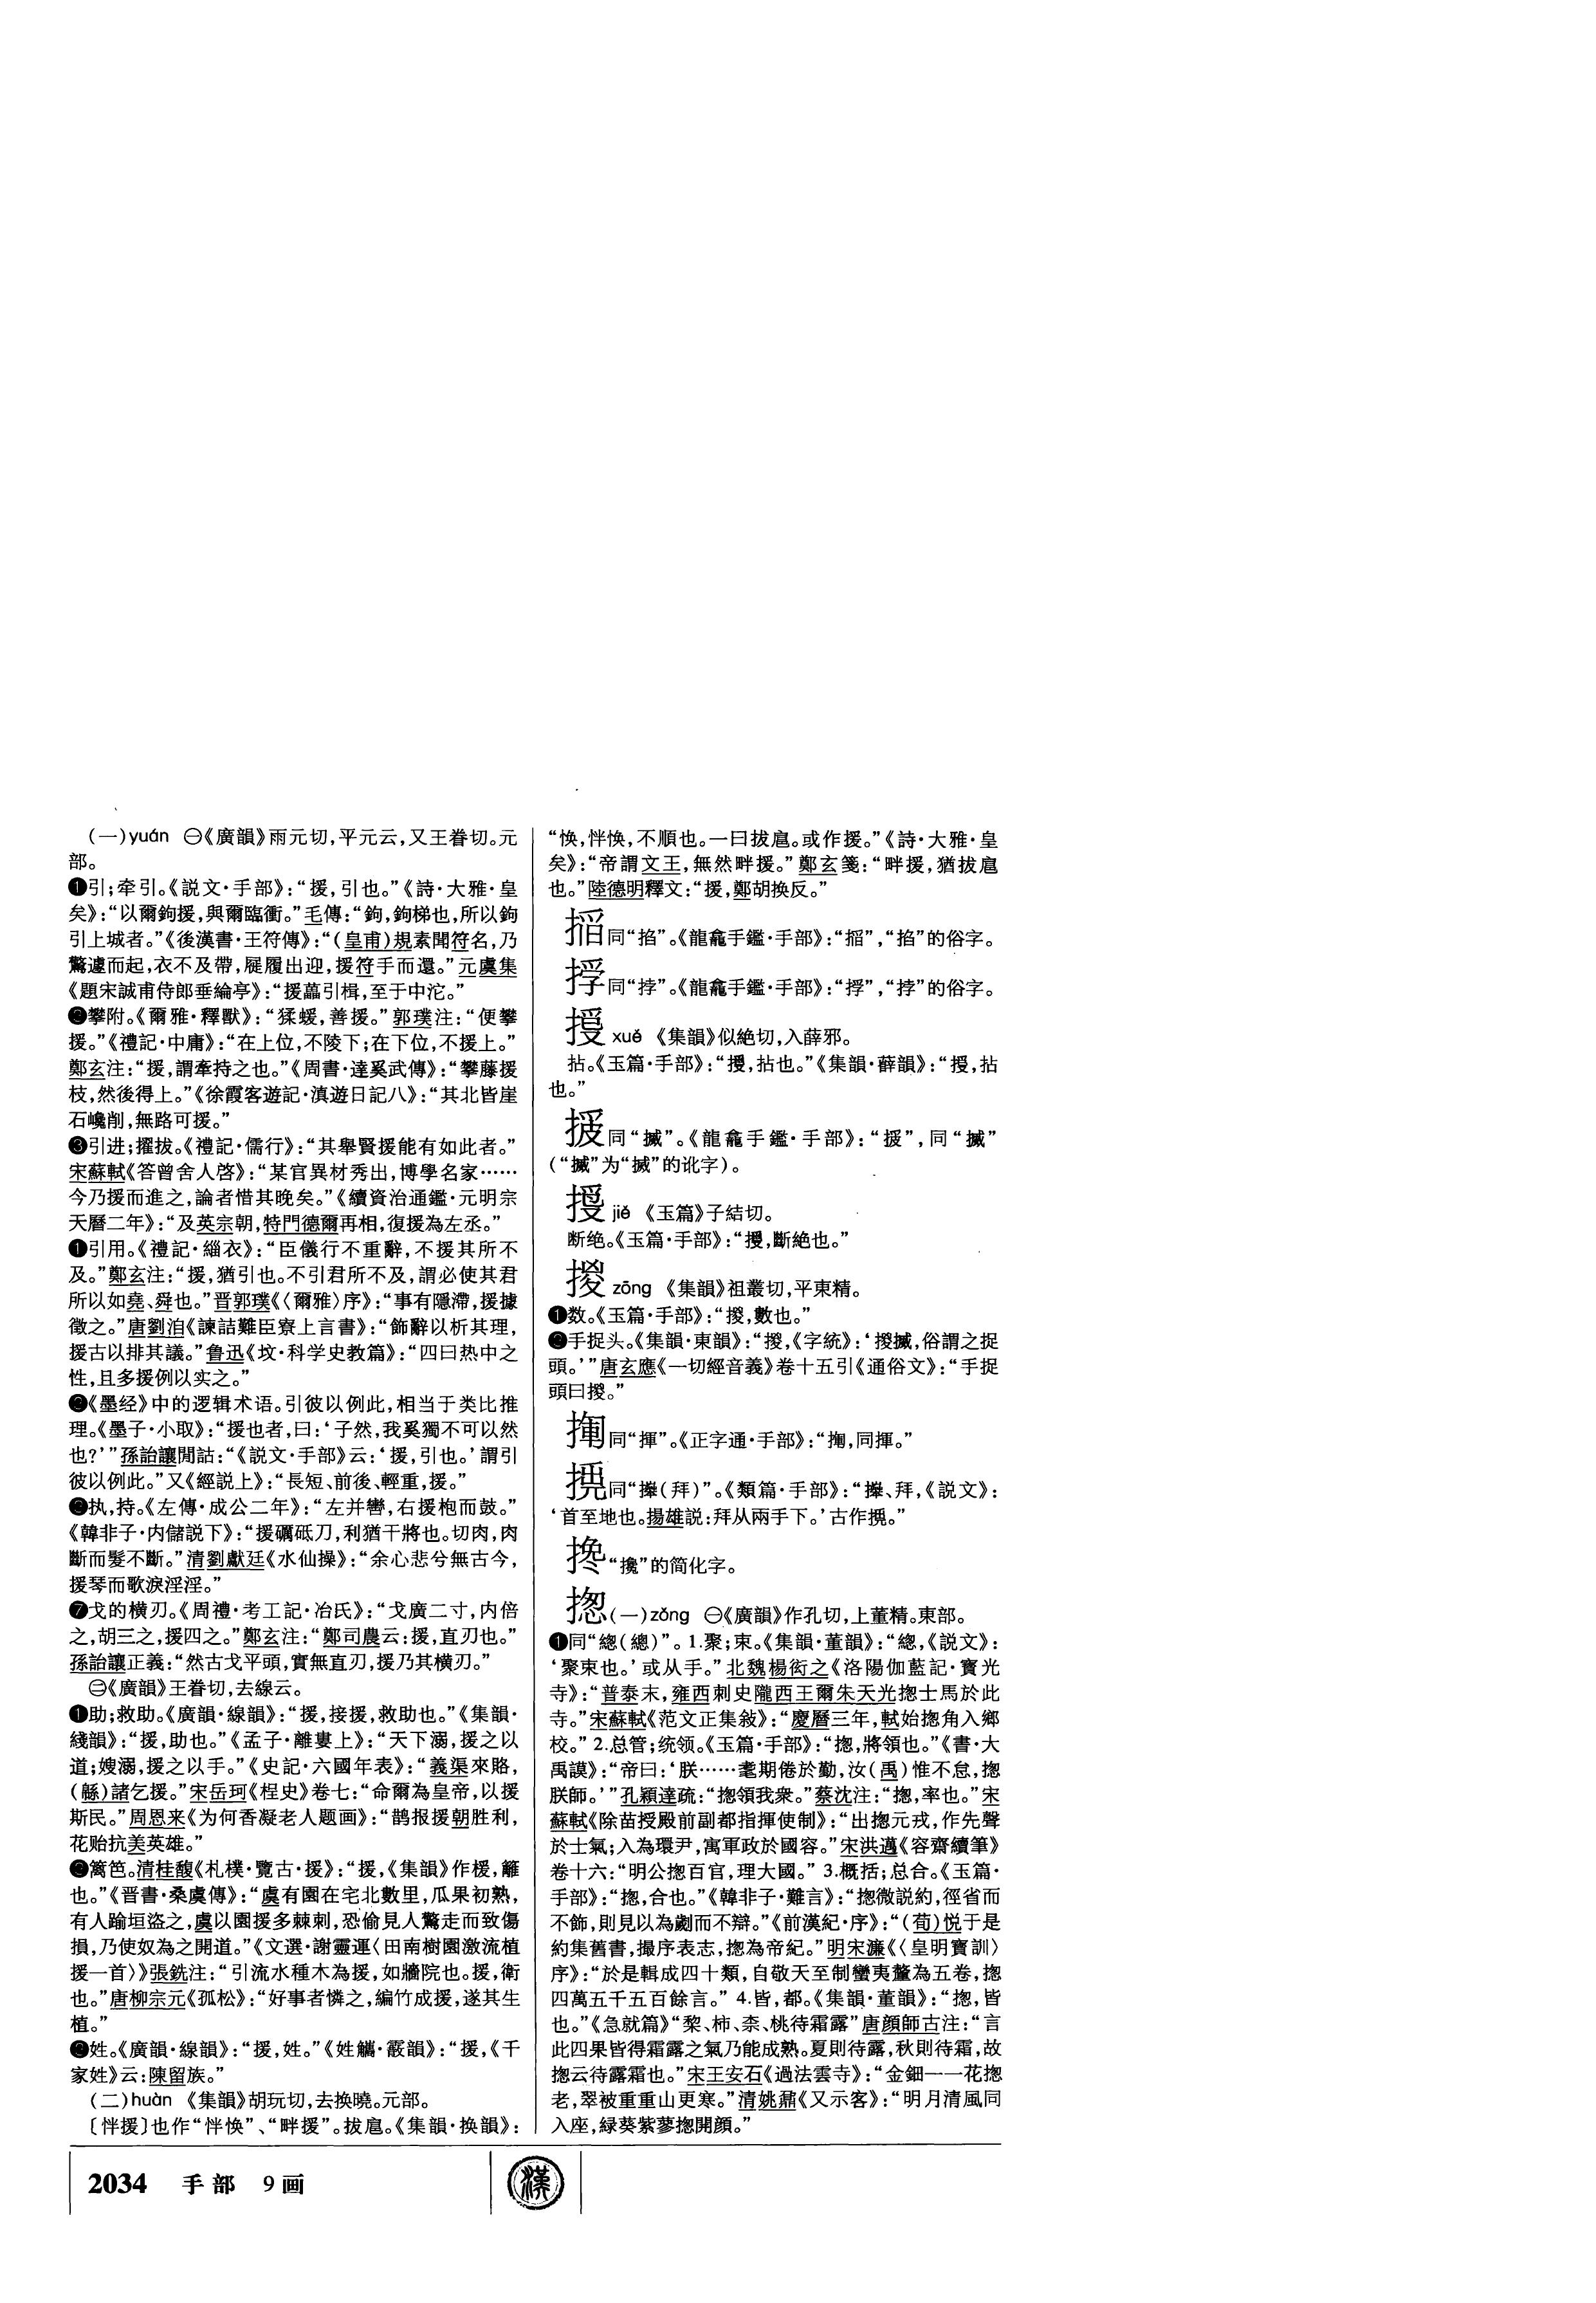 (一)yuán ㊀《廣韻》雨元切,平元云,又王眷切。元
部。
❶引;牽引。《説文·手部》:“援,引也。”《詩·大雅·皇
矣》:“以爾鉤援,與爾臨衝。”毛傳:“鉤,鉤梯也,所以鉤
引上城者。”《後漢書·王符傳》:“(皇甫)規素聞符名,乃
驚遽而起,衣不及帶,屣履出迎,援符手而還。”元虞集
《題宋誠甫侍郎垂綸亭》:“援藟引楫,至于中沱。”
❷攀附。《爾雅·釋獸》:“猱蝯,善援。”郭璞注:“便攀
援。”《禮記·中庸》:“在上位,不陵下;在下位,不援上。”
鄭玄注:“援,謂牽持之也。”《周書·達奚武傳》:“攀藤援
枝,然後得上。”《徐霞客遊記·滇遊日記八》:“其北皆崖
石巉削,無路可援。”
❸引进;擢拔。《禮記·儒行》:“其舉賢援能有如此者。”
宋蘇軾《答曾舍人啓》:“某官異材秀出,博學名家……
今乃援而進之,論者惜其晚矣。”《續資治通鑑·元明宗
天曆二年》:“及英宗朝,特門德爾再相,復援為左丞。”
❶引用。《禮記·緇衣》:“臣儀行不重辭,不援其所不
及。”鄭玄注:“援,猶引也。不引君所不及,謂必使其君
所以如堯、舜也。”晋郭璞《〈爾雅〉序》:“事有隱滯,援據
徵之。”唐劉洎《諫詰難臣寮上言書》:“飾辭以析其理,
援古以排其議。”鲁迅《坟·科学史教篇》:“四曰热中之
性,且多援例以实之。”
❷《墨经》中的逻辑术语。引彼以例此,相当于类比推
理。《墨子·小取》:“援也者,曰:‘子然,我奚獨不可以然
也?’”孫詒讓閒詁:“《説文·手部》云:‘援,引也。’謂引
彼以例此。”又《經説上》:“長短、前後、輕重,援。”
❷执,持。《左傳·成公二年》:“左并轡,右援枹而鼓。”
《韓非子·内儲説下》:“援礪砥刀,利猶干將也。切肉,肉
斷而髮不斷。”清劉獻廷《水仙操》:“余心悲兮無古今,
援琴而歌淚淫淫。”
❼戈的横刃。《周禮·考工記·冶氏》:“戈廣二寸,内倍
之,胡三之,援四之。”鄭玄注:“鄭司農云:援,直刃也。”
孫詒讓正義:“然古戈平頭,實無直刃,援乃其横刃。”
㊁《廣韻》王眷切,去線云。
❶助;救助。《廣韻·線韻》:“援,接援,救助也。”《集韻·
綫韻》:“援,助也。”《孟子·離婁上》:“天下溺,援之以
道;嫂溺,援之以手。”《史記·六國年表》:“義渠來賂,
(緜)諸乞援。”宋岳珂《桯史》卷七:“命爾為皇帝,以援
斯民。”周恩来《为何香凝老人题画》:“鹊报援朝胜利,
花贻抗美英雄。”
❷篱笆。清桂馥《札樸·覽古·援》:“援,《集韻》作楥,籬
也。”《晋書·桑虞傳》:“虞有園在宅北數里,瓜果初熟,
有人踰垣盜之,虞以園援多棘刺,恐偷見人驚走而致傷
損,乃使奴為之開道。”《文選·謝靈運〈田南樹園激流植
援一首〉》張銑注:“引流水種木為援,如牆院也。援,衛
也。”唐柳宗元《孤松》:“好事者憐之,編竹成援,遂其生
植。”
❷姓。《廣韻·線韻》:“援,姓。”《姓觿·霰韻》:“援,《千
家姓》云:陳留族。”
(二)huàn 《集韻》胡玩切,去换曉。元部。
〔怑援〕也作“怑愌”、“畔援”。拔扈。《集韻·换韻》:
“愌,怑愌,不順也。一曰拔扈。或作援。”《詩·大雅·皇
矣》:“帝謂文王,無然畔援。”鄭玄箋:“畔援,猶拔扈
也。”陸德明釋文:“援,鄭胡换反。”
同“掐”。《龍龕手鑑·手部》:“”,“掐”的俗字。
捊同“㧵”。《龍龕手鑑·手部》:“捊”,“㧵”的俗字。
xuě 《集韻》似絶切,入薛邪。
拈。《玉篇·手部》:“,拈也。”《集韻·薛韻》:“,拈
也。”
同“搣”。《龍龕手鑑·手部》:“”,同“搣”
(“搣”为“搣”的讹字)。
jiě 《玉篇》子結切。
断绝。《玉篇·手部》:“,斷絶也。”
揔 zōng 《集韻》祖叢切,平東精。
❶数。《玉篇·手部》:“㨑,數也。”
❷手捉头。《集韻·東韻》:“㨑,《字統》:‘㨑搣,俗謂之捉
頭。’”唐玄應《一切經音義》卷十五引《通俗文》:“手捉
頭曰㨑。”
同“揮”。《正字通·手部》:“,同揮。”
同“㩺(拜)”。《類篇·手部》:“㩺、拜,《説文》:
‘首至地也。揚雄説:拜从兩手下。’古作。”
搀“攙”的简化字。
揔(一)zǒng ㊀《廣韻》作孔切,上董精。東部。
❶同“總(總)”。1.聚;束。《集韻·董韻》:“總,《説文》:
‘聚束也。’或从手。”北魏楊衒之《洛陽伽藍記·寶光
寺》:“普泰末,雍西刺史隴西王爾朱天光揔士馬於此
寺。”宋蘇軾《范文正集敍》:“慶曆三年,軾始揔角入鄉
校。” 2.总管;统领。《玉篇·手部》:“揔,將領也。”《書·大
禹謨》:“帝曰:‘朕……耄期倦於勤,汝(禹)惟不怠,揔
朕師。’”孔穎達疏:“揔領我衆。”蔡沈注:“揔,率也。”宋
蘇軾《除苗授殿前副都指揮使制》:“出揔元戎,作先聲
於士氣;入為環尹,寓軍政於國容。”宋洪邁《容齋續筆》
卷十六:“明公揔百官,理大國。” 3.概括;总合。《玉篇·
手部》:“揔,合也。”《韓非子·難言》:“揔微説約,徑省而
不飾,則見以為劌而不辯。”《前漢紀·序》:“(荀)悦于是
約集舊書,撮序表志,揔為帝紀。”明宋濂《〈皇明寶訓〉
序》:“於是輯成四十類,自敬天至制蠻夷釐為五卷,揔
四萬五千五百餘言。” 4.皆,都。《集韻·董韻》:“揔,皆
也。”《急就篇》“棃、柿、柰、桃待霜露”唐顔師古注:“言
此四果皆得霜露之氣乃能成熟。夏則待露,秋則待霜,故
揔云待露霜也。”宋王安石《過法雲寺》:“金鈿一一花揔
老,翠被重重山更寒。”清姚鼐《又示客》:“明月清風同
入座,緑葵紫蓼揔開顔。”
2034 手部 9画
漢